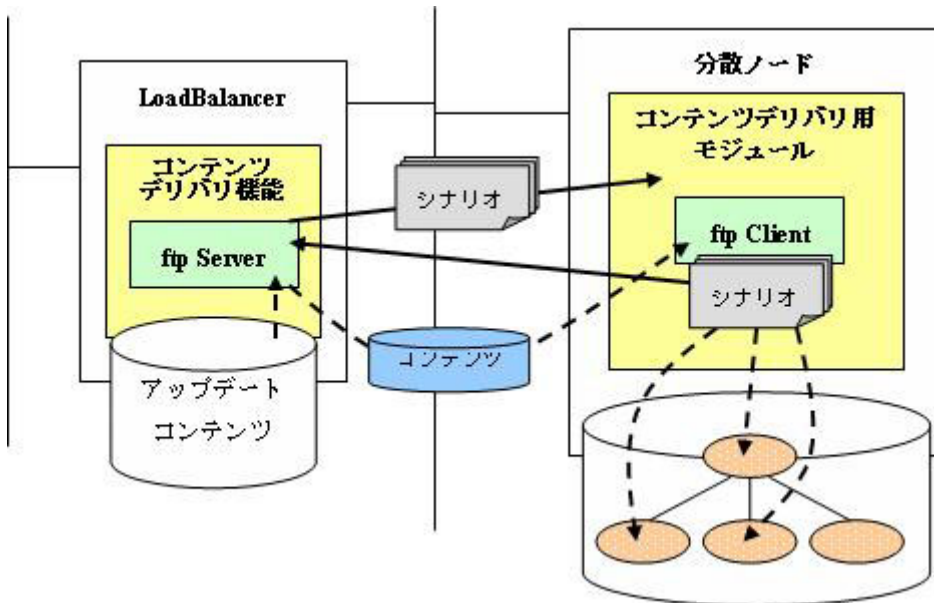 LoadBalancer
コンテンツ
デリバリ機能
ftp Server
アップデート
コンテンツ
シナリオ
コンテンツ
分散ノード
コンテンツデリバリ用
モジュール
ftp Client
シナリオ